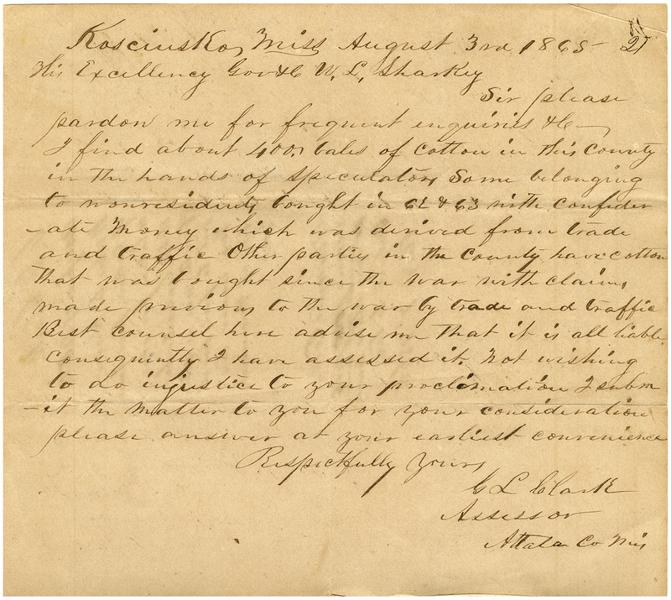 Kosciusko, Miss, August 3rd, 1865
His Excellency Gov &C W. L, Sharkey
Sir please
pardon me for frequent enquiries &C
I find about 400. bales of cotton in this County
in the hands of speculators, Some belonging
to nonresidents, bought in 62 & 63 with confeder
-ate Money which was derived from trade
and traffic Other parties in the County have cotton
that was bought since the war with claims
made previous to the war by trade and traffic
Best counsel here advise me that it is all liable
Consequently I have assessed it. Not wishing
to do injustice to your proclimation I subm
-it the Matter to you for your consideration
please answer at your earliest convenience
Respectfully Yours
G L Clark
Assessor
Attala Co Mis